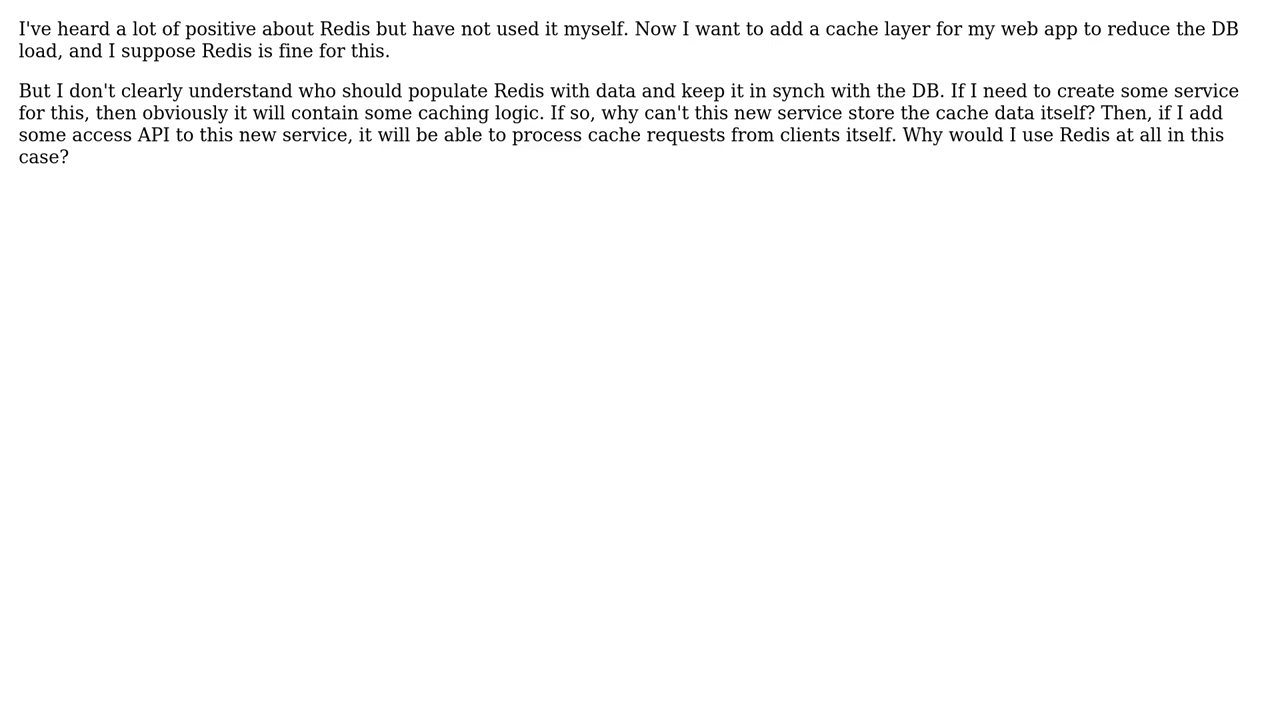 I've heard a lot of positive about Redis but have not used it myself. Now I want to add a cache layer for my web app to reduce the DB
load, and I suppose Redis is fine for this.
But I don't clearly understand who should populate Redis with data and keep it in synch with the DB. If I need to create some service
for this, then obviously it will contain some caching logic. If so, why can't this new service store the cache data itself? Then, if I add
some access API to this new service, it will be able to process cache requests from clients itself. Why would I use Redis at all in this
case?